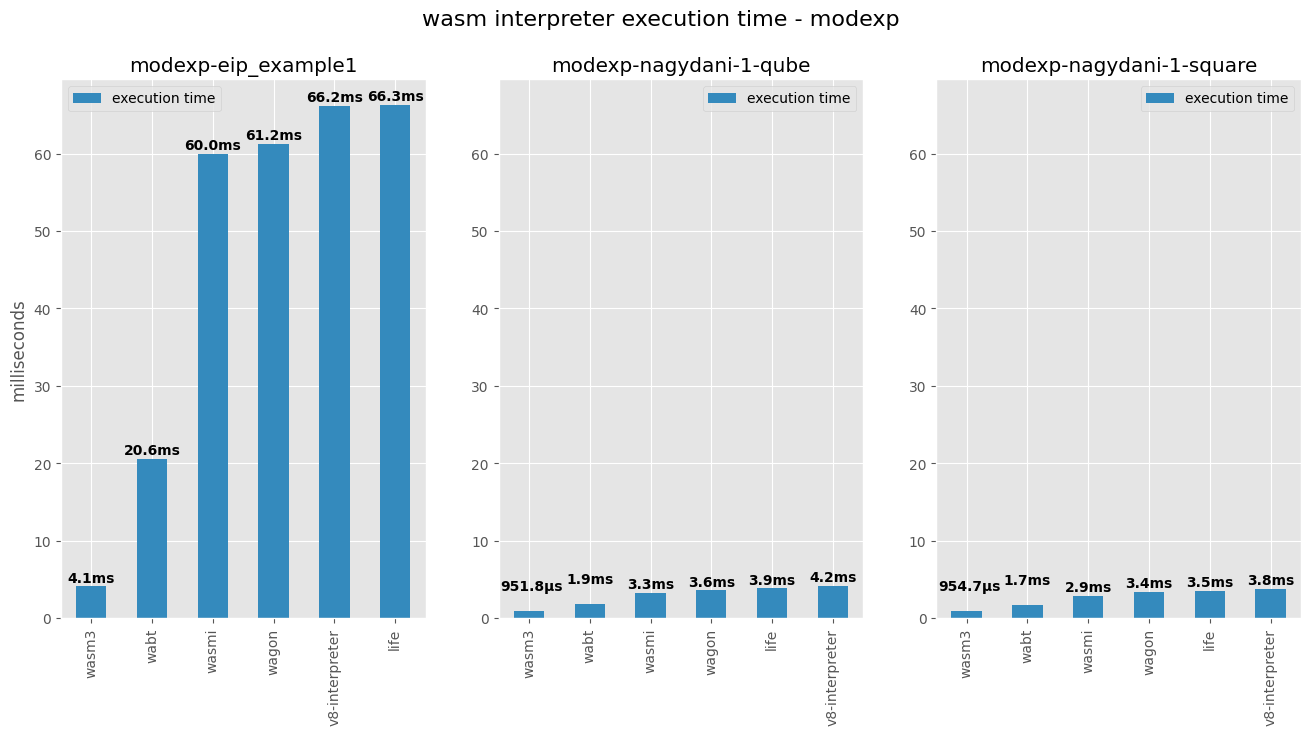 wasm interpreter execution time - modexp
modexp-eip_example1
execution time
milliseconds
60
50
40
30
20
10
0
4.1ms
20.6ms
60.0ms
61.2ms
66.2ms
66.3ms
wasm3
wabt
wasmi
wagon
v8-interpreter
life
modexp-nagydani-1-qube
execution time
60
50
40
30
20
10
0
951.8µs
1.9ms
3.3ms
3.6ms
3.9ms
4.2ms
wasm3
wabt
wasmi
wagon
life
v8-interpreter
modexp-nagydani-1-square
execution time
60
50
40
30
20
10
0
954.7µs
1.7ms
2.9ms
3.4ms
3.5ms
3.8ms
wasm3
wabt
wasmi
wagon
life
v8-interpreter